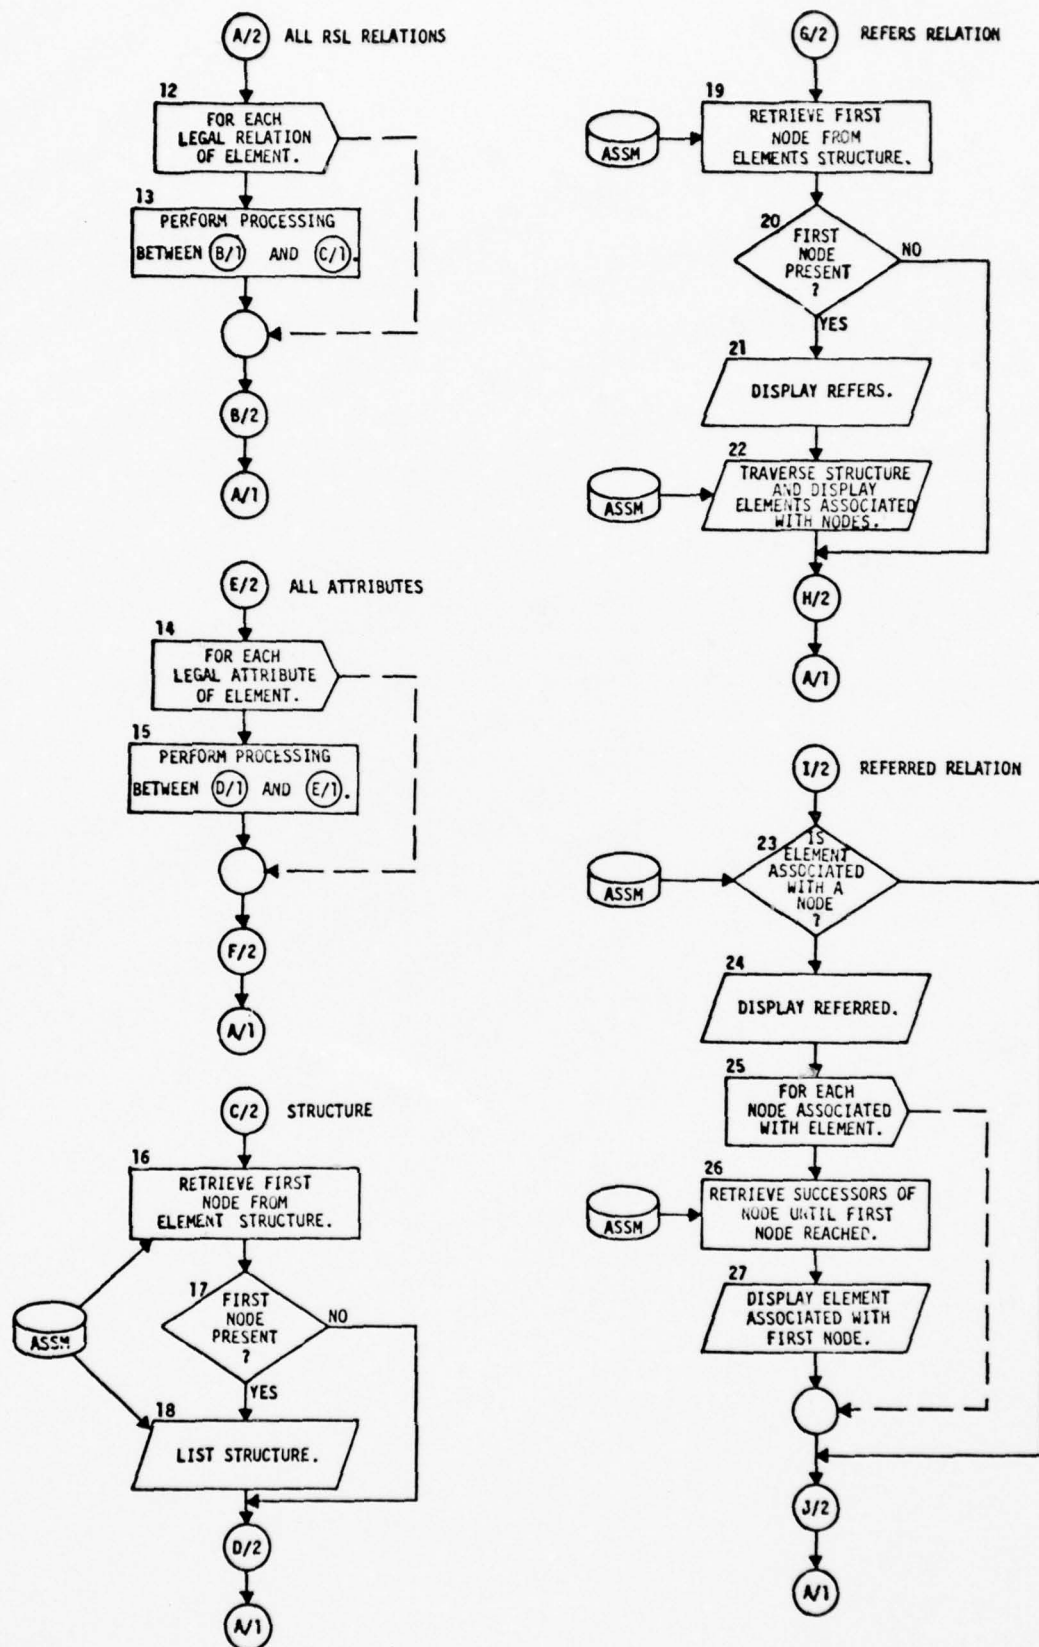 A/2 ALL RSL RELATIONS
12
FOR EACH
LEGAL RELATION
OF ELEMENT.
13
PERFORM PROCESSING
BETWEEN B/1 AND C/1.
B/2
A/1
E/2 ALL ATTRIBUTES
14
FOR EACH
LEGAL ATTRIBUTE
OF ELEMENT.
15
PERFORM PROCESSING
BETWEEN D/1 AND E/1.
F/2
A/1
C/2 STRUCTURE
16
RETRIEVE FIRST
NODE FROM
ELEMENT STRUCTURE.
17
FIRST
NODE
PRESENT
?
NO
YES
ASSM
18
LIST STRUCTURE.
D/2
A/1
G/2 REFERS RELATION
19
RETRIEVE FIRST
NODE FROM
ELEMENTS STRUCTURE.
ASSM
20
FIRST
NODE
PRESENT
?
NO
YES
21
DISPLAY REFERS.
22
TRAVERSE STRUCTURE
AND DISPLAY
ELEMENTS ASSOCIATED
WITH NODES.
ASSM
H/2
A/1
I/2 REFERRED RELATION
23
IS
ELEMENT
ASSOCIATED
WITH A
NODE
?
ASSM
24
DISPLAY REFERRED.
25
FOR EACH
NODE ASSOCIATED
WITH ELEMENT.
26
RETRIEVE SUCCESSORS OF
NODE UNTIL FIRST
NODE REACHED.
ASSM
27
DISPLAY ELEMENT
ASSOCIATED WITH
FIRST NODE.
J/2
A/1